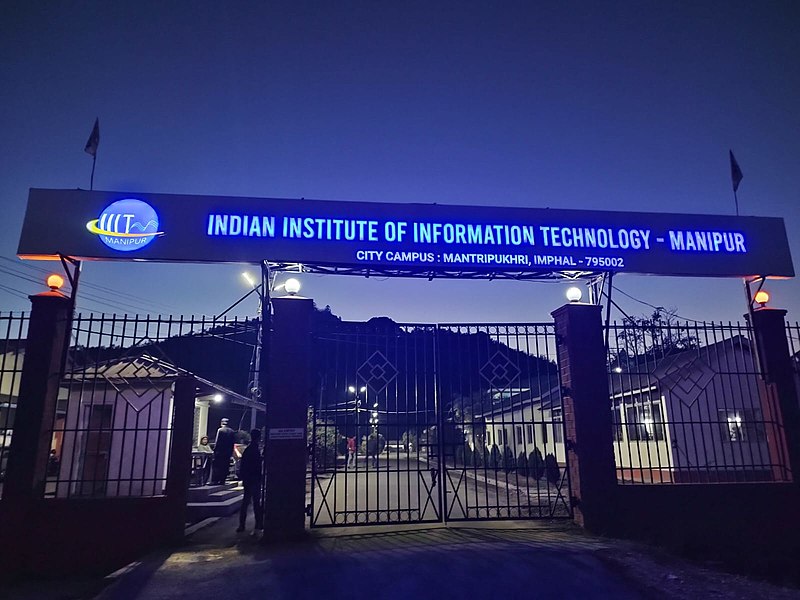 IIIT
MANIPUR
INDIAN INSTITUTE OF INFORMATION TECHNOLOGY - MANIPUR
CITY CAMPUS : MANTRIPUKHRI, IMPHAL - 795002